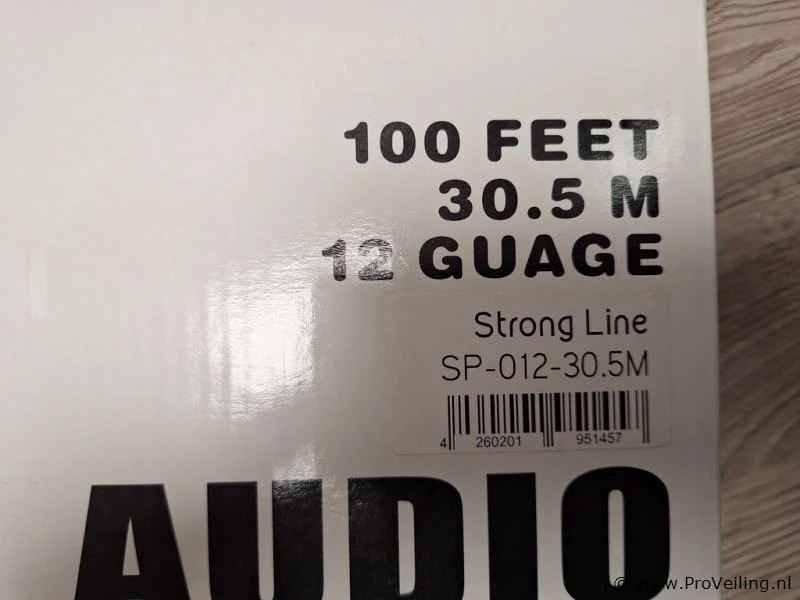 100 FEET
30.5 M
12 GUAGE
Strong Line
SP-012-30.5M
4 260201 951457
AUDIO
© www.ProVeiling.nl